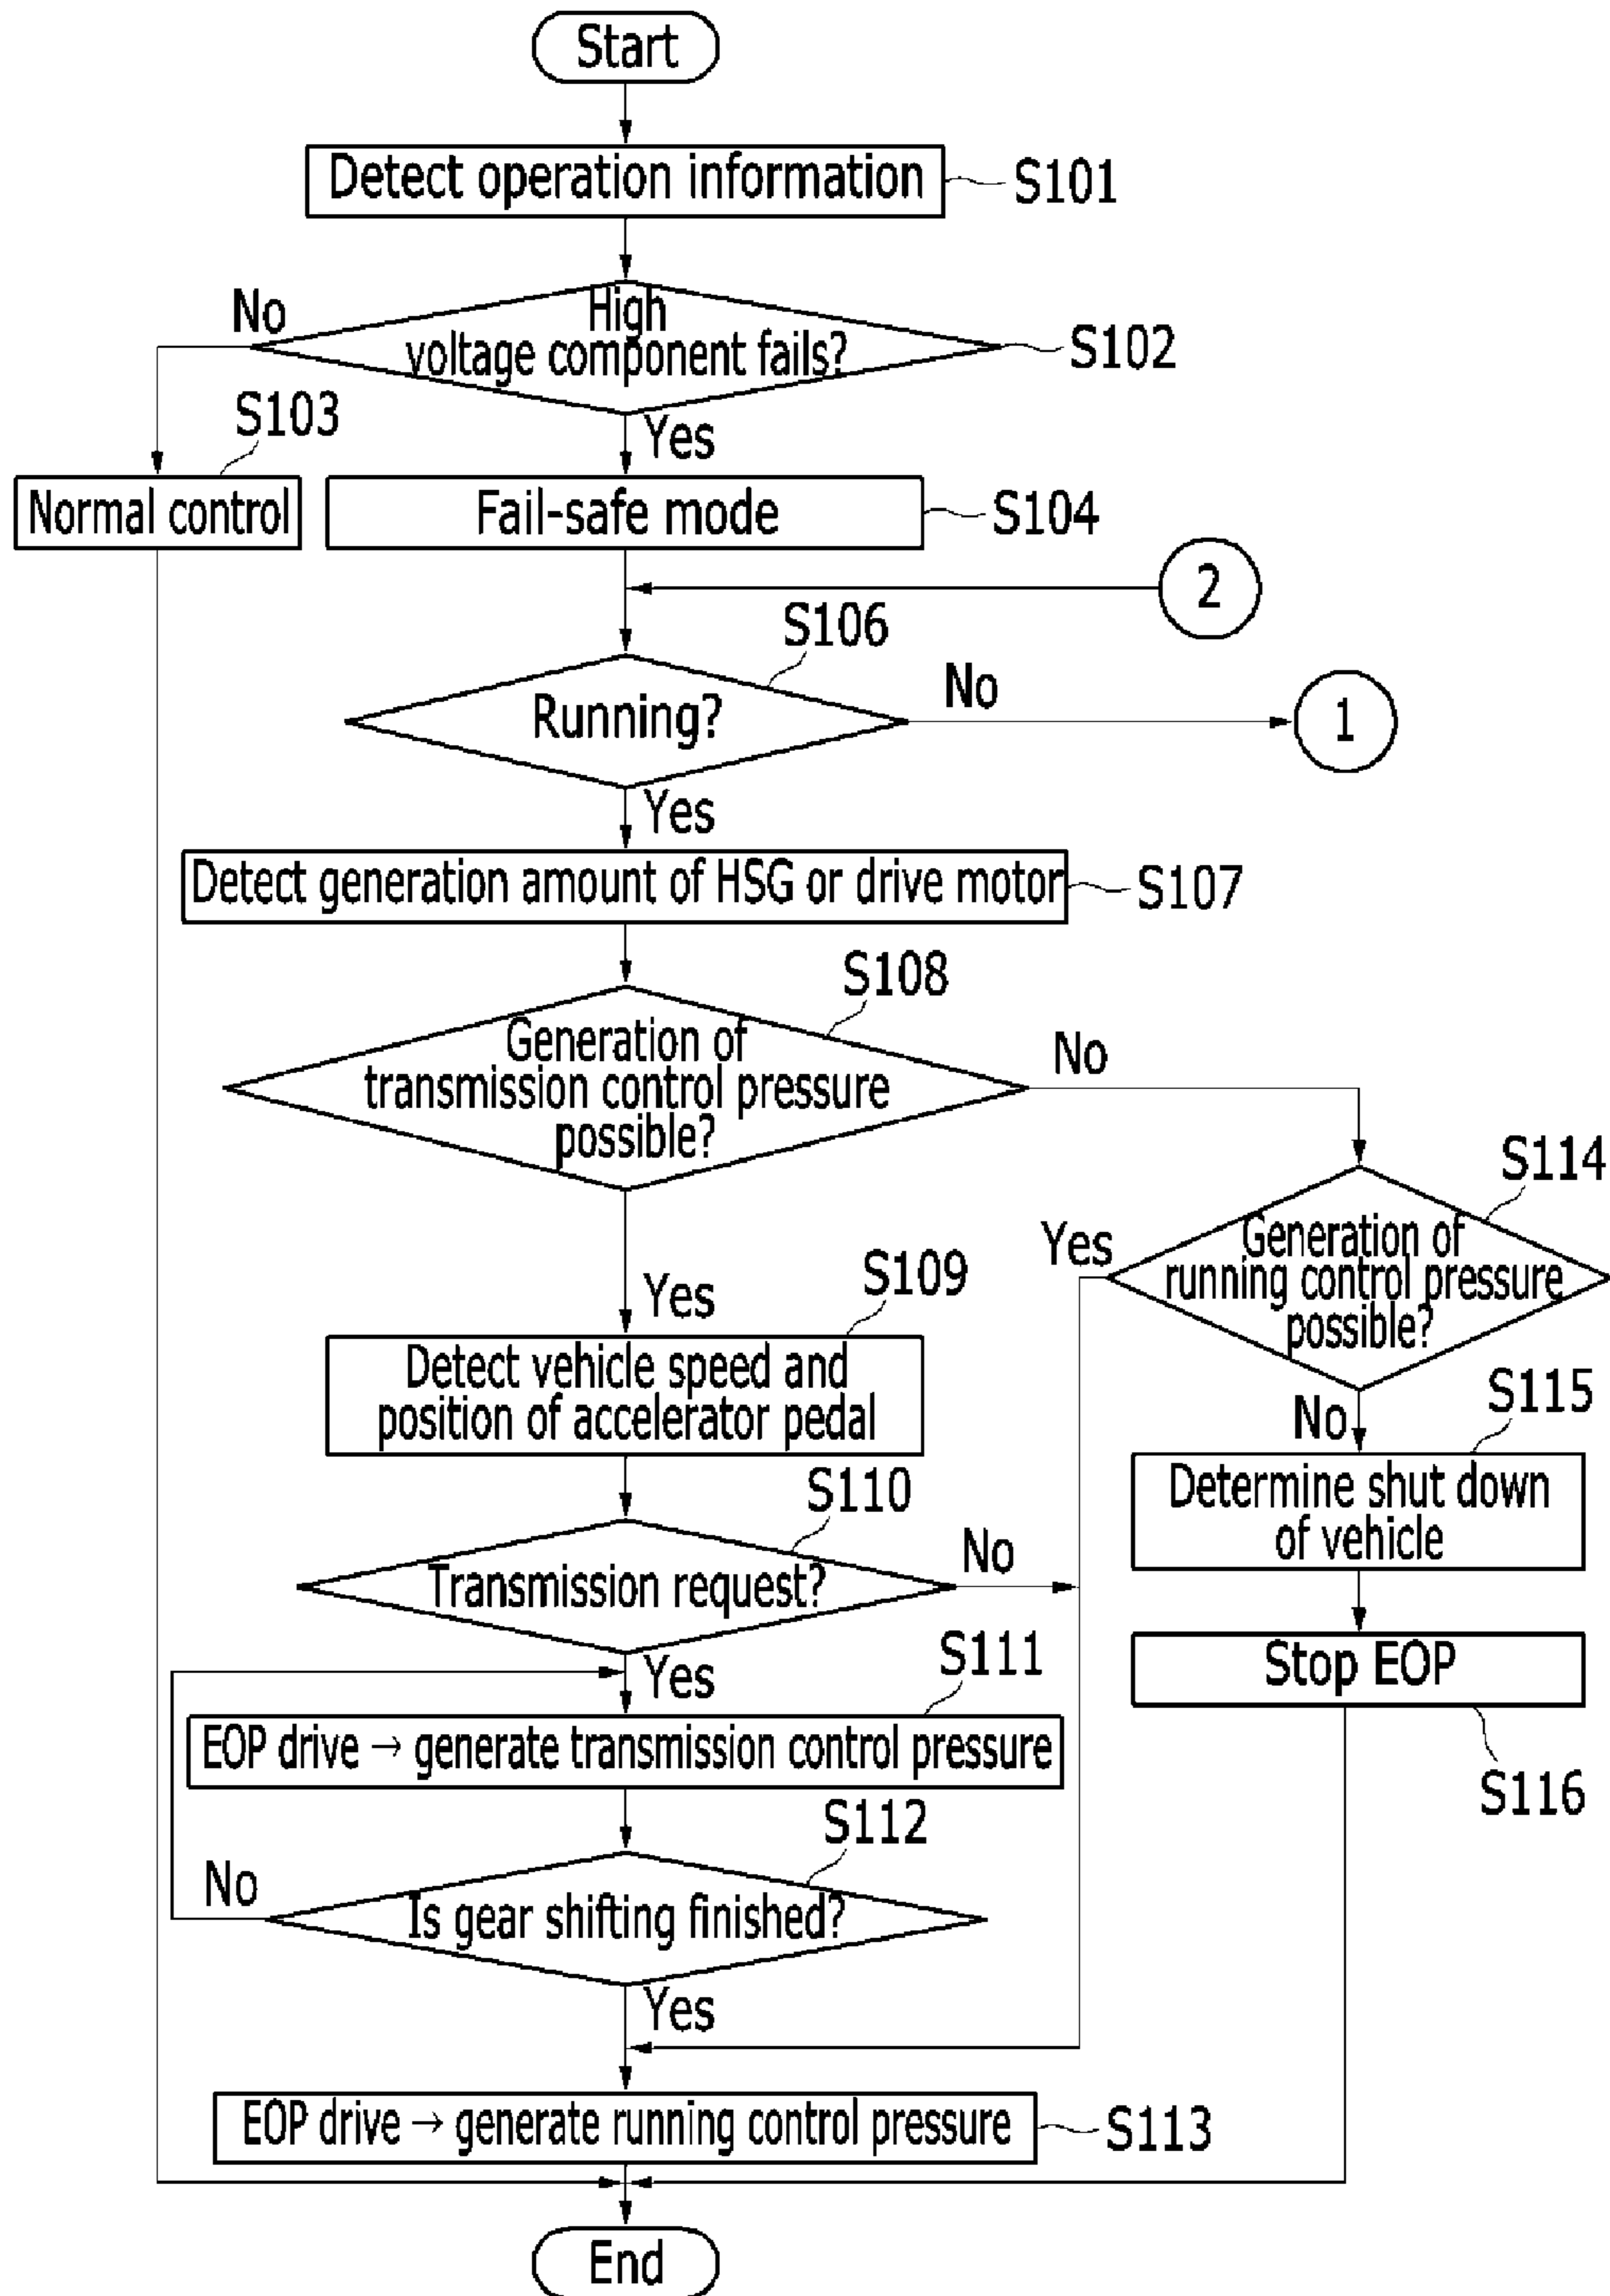 Start
Detect operation information
S101
High
voltage component fails?
S102
No
Yes
S103
Normal control
Fail-safe mode
S104
2
S106
Running?
No
1
Yes
Detect generation amount of HSG or drive motor
S107
S108
Generation of
transmission control pressure
possible?
No
Yes
S114
Generation of
running control pressure
possible?
Yes
No
S109
Detect vehicle speed and
position of accelerator pedal
S115
Determine shut down
of vehicle
S110
Transmission request?
No
Yes
Stop EOP
S116
S111
EOP drive → generate transmission control pressure
S112
Is gear shifting finished?
No
Yes
EOP drive → generate running control pressure
S113
End